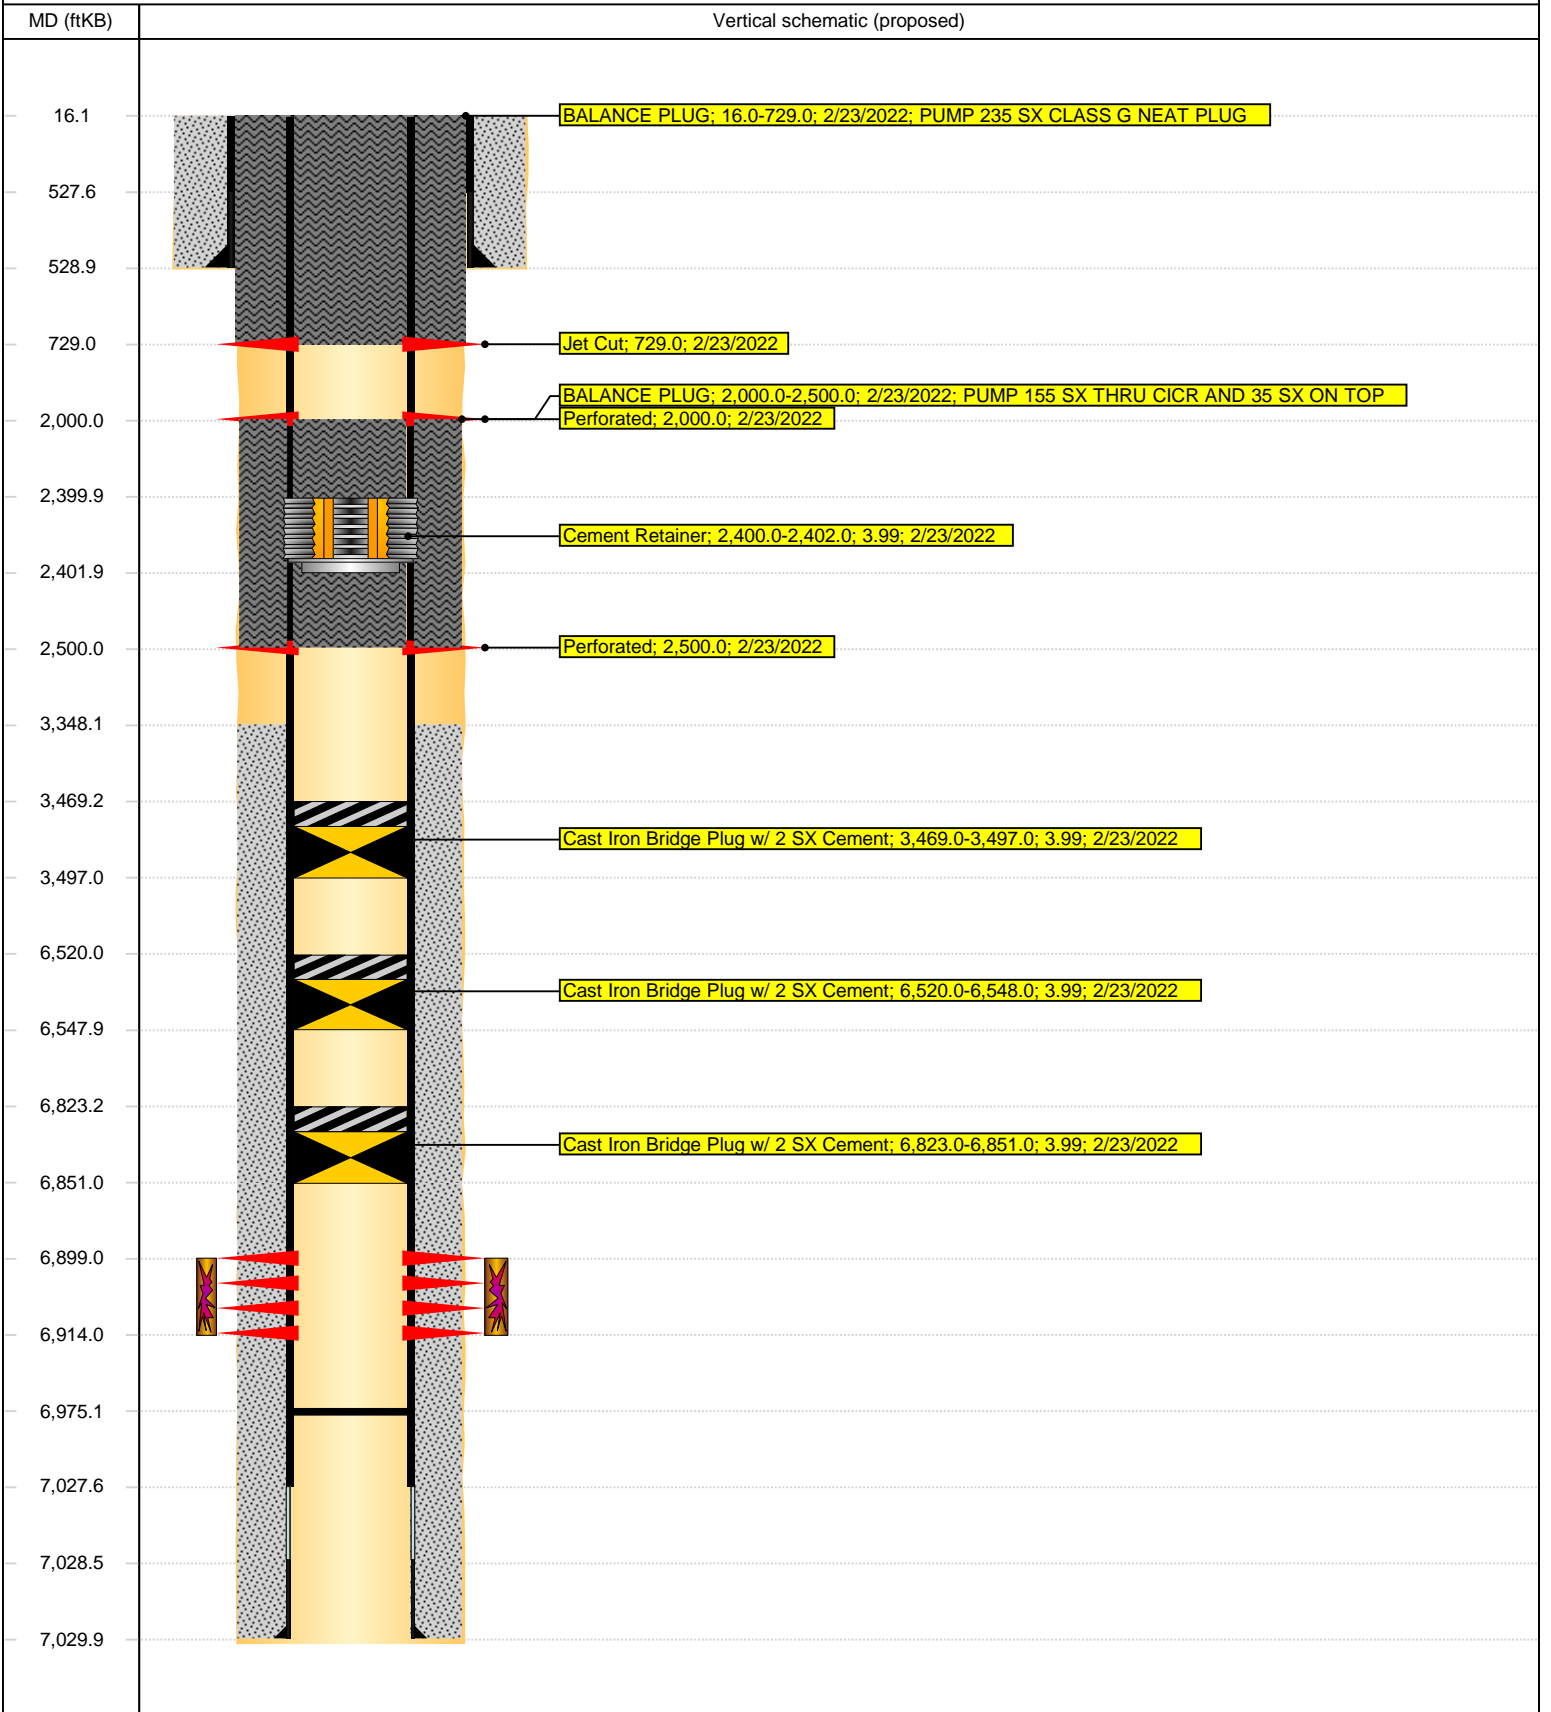 MD (ftKB)
Vertical schematic (proposed)
16.1
BALANCE PLUG; 16.0-729.0; 2/23/2022; PUMP 235 SX CLASS G NEAT PLUG
527.6
528.9
729.0
Jet Cut; 729.0; 2/23/2022
BALANCE PLUG; 2,000.0-2,500.0; 2/23/2022; PUMP 155 SX THRU CICR AND 35 SX ON TOP
2,000.0
Perforated; 2,000.0; 2/23/2022
2,399.9
Cement Retainer; 2,400.0-2,402.0; 3.99; 2/23/2022
2,401.9
2,500.0
Perforated; 2,500.0; 2/23/2022
3,348.1
3,469.2
Cast Iron Bridge Plug w/ 2 SX Cement; 3,469.0-3,497.0; 3.99; 2/23/2022
3,497.0
6,520.0
Cast Iron Bridge Plug w/ 2 SX Cement; 6,520.0-6,548.0; 3.99; 2/23/2022
6,547.9
6,823.2
Cast Iron Bridge Plug w/ 2 SX Cement; 6,823.0-6,851.0; 3.99; 2/23/2022
6,851.0
6,899.0
6,914.0
6,975.1
7,027.6
7,028.5
7,029.9